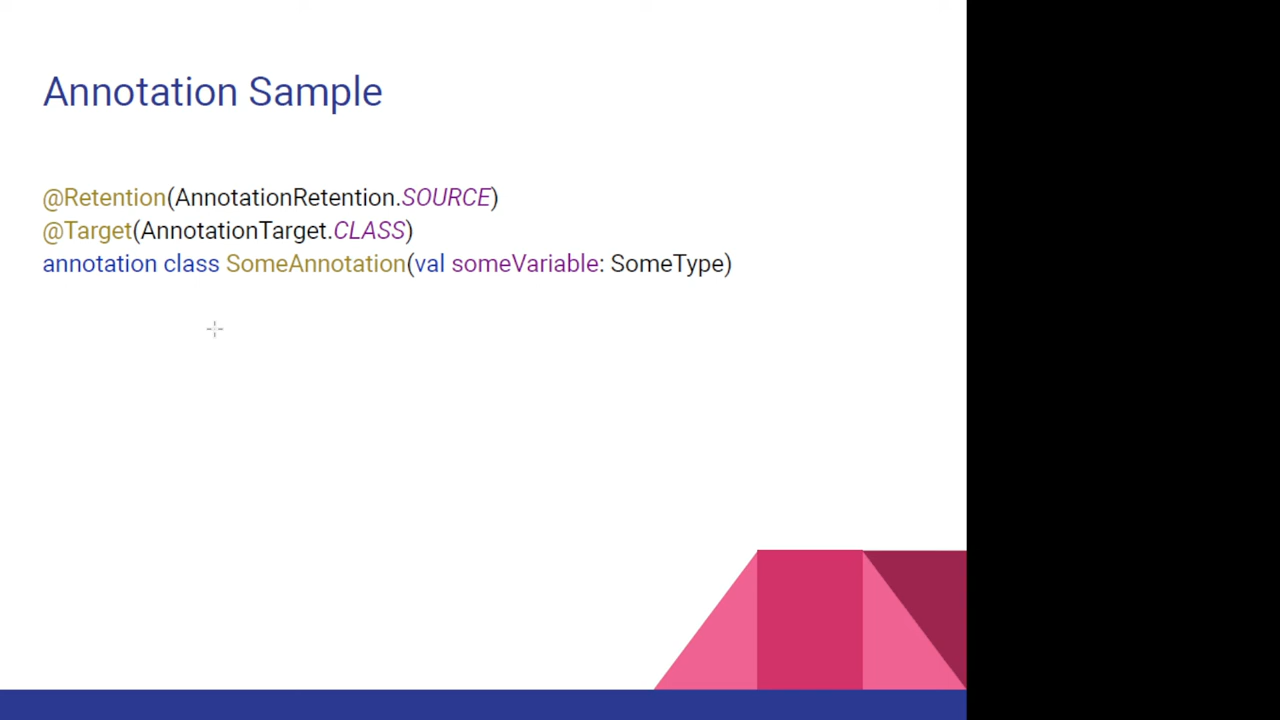 Annotation Sample
@Retention(AnnotationRetention.SOURCE)
@Target(AnnotationTarget.CLASS)
annotation class SomeAnnotation(val someVariable: SomeType)